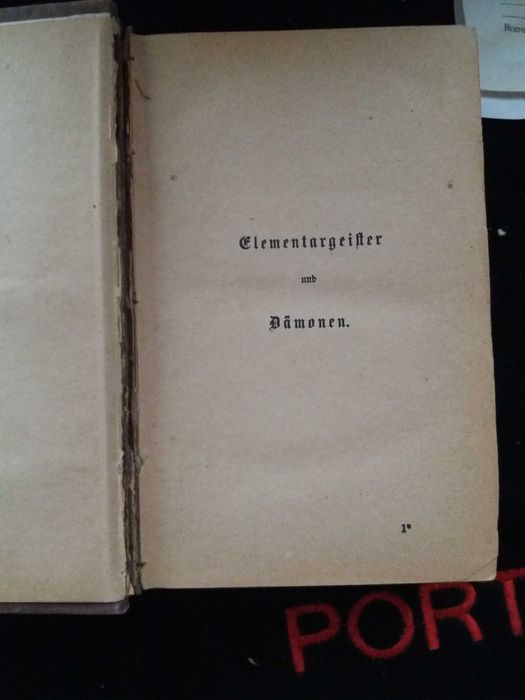 Elementargeister
und
Dämonen.
1*
PORT